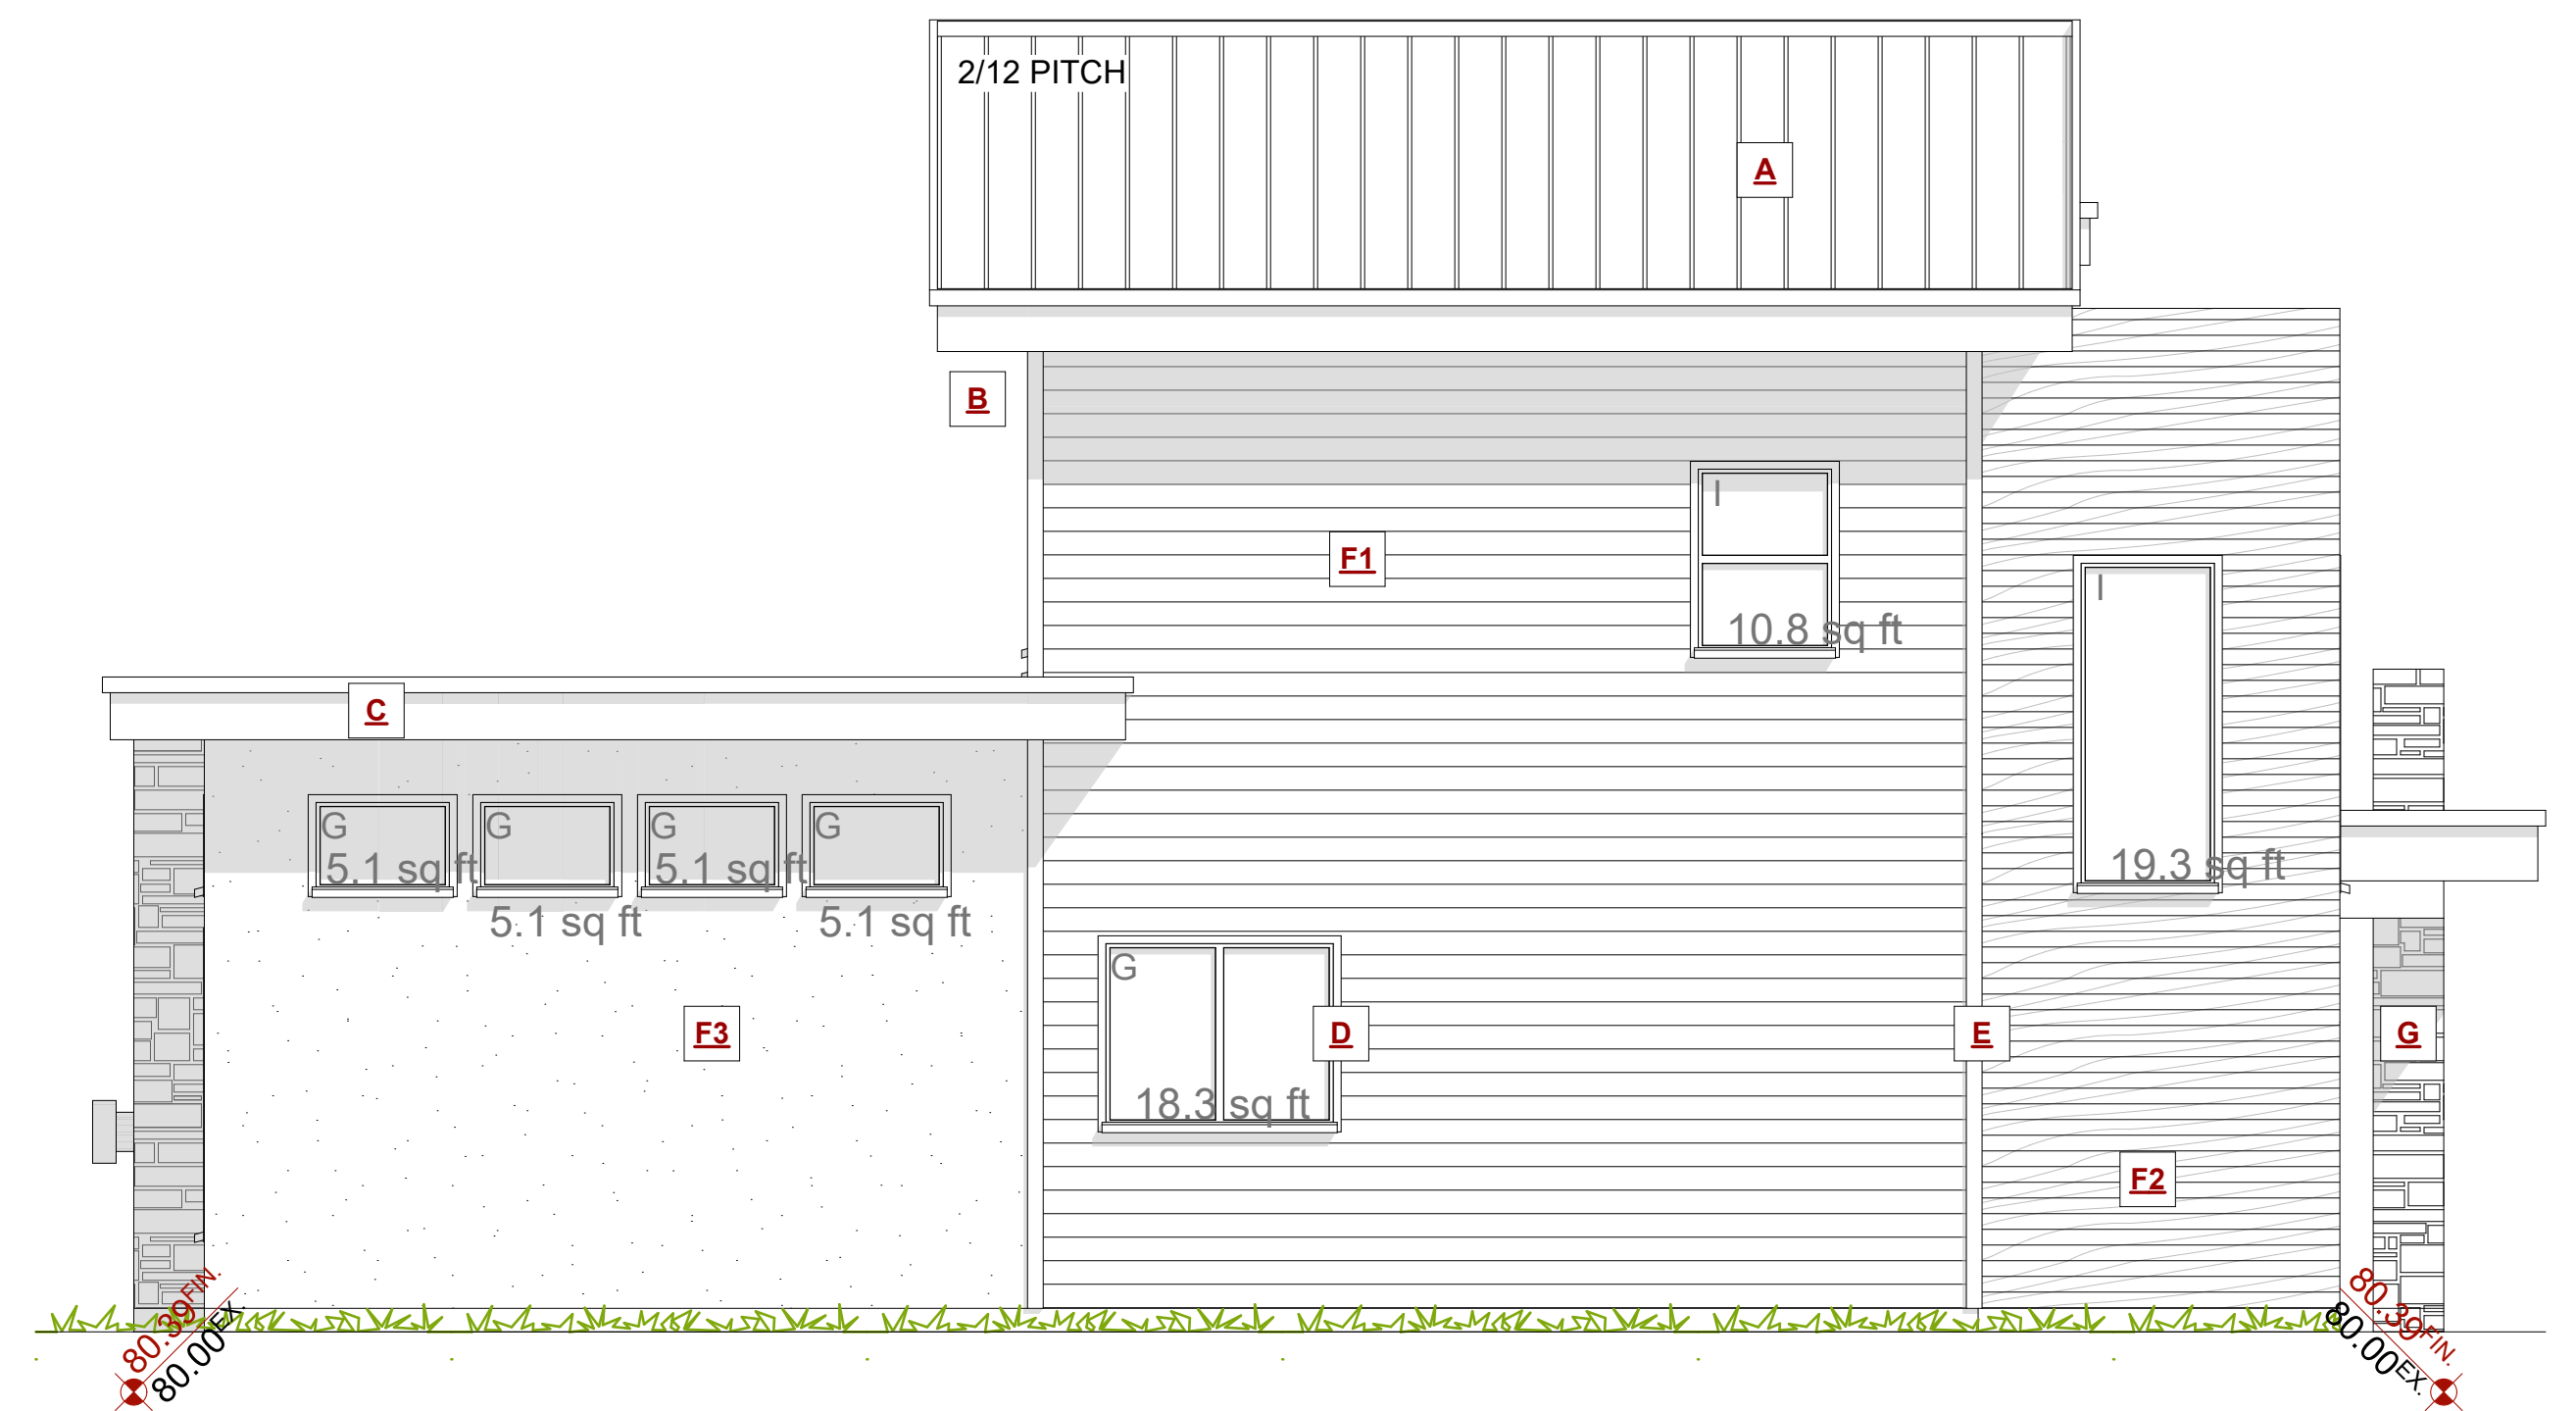 2/12 PITCH
A
B
I
F1
10.8 sq ft
I
C
G
G
G
G
5.1 sq ft
5.1 sq ft
19.3 sq ft
5.1 sq ft
5.1 sq ft
G
F3
D
E
G
18.3 sq ft
F2
80.39 FIN.
80.00 EX.
80.39 FIN.
80.00 EX.